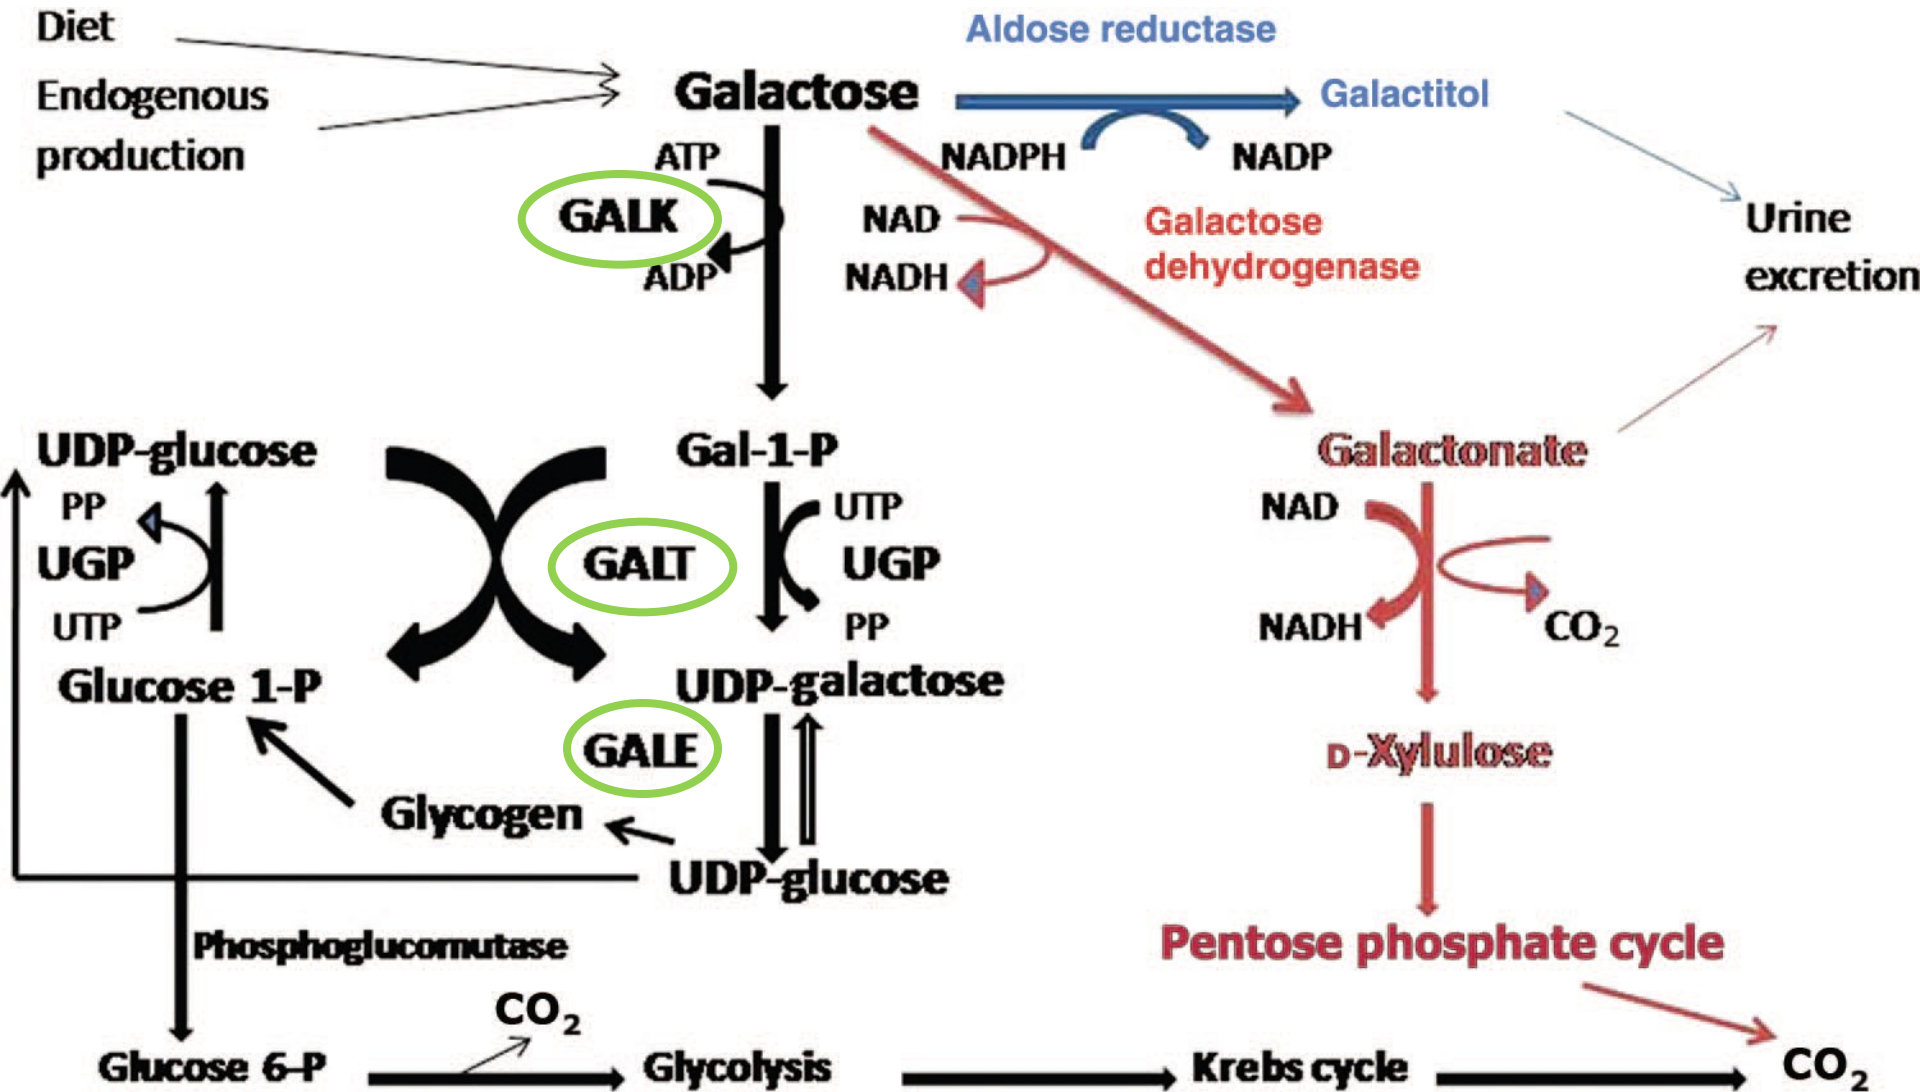 Diet
Aldose reductase
Endogenous
production
Galactose
Galactitol
ATP
NADPH
NADP
GALK
NAD
Galactose
dehydrogenase
Urine
excretion
ADP
NADH
UDP-glucose
Gal-1-P
Galactonate
PP
UTP
NAD
UGP
GALT
UGP
UTP
PP
NADH
CO2
Glucose 1-P
UDP-galactose
GALE
D-Xylulose
Glycogen
UDP-glucose
Phosphoglucomutase
Pentose phosphate cycle
CO2
Glucose 6-P
Glycolysis
Krebs cycle
CO2